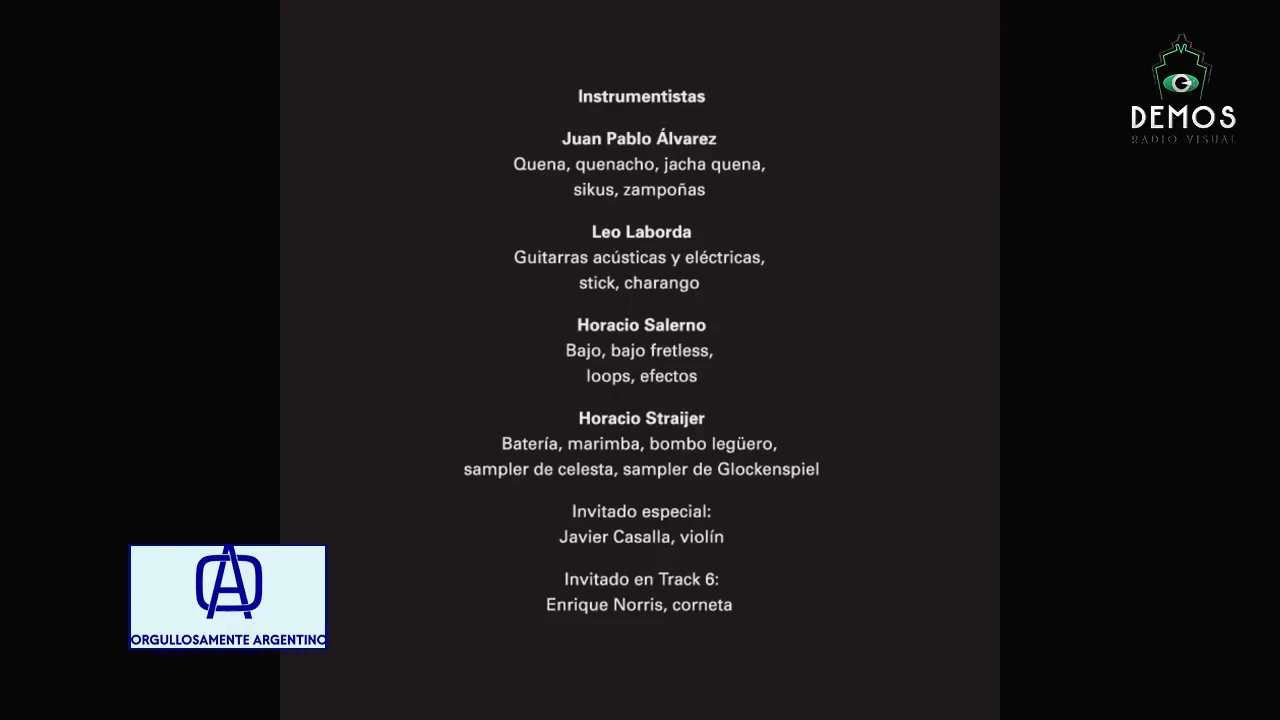 Instrumentistas
Juan Pablo Álvarez
Quena, quenacho, jacha quena,
sikus, zampoñas
Leo Laborda
Guitarras acústicas y eléctricas,
stick, charango
Horacio Salerno
Bajo, bajo fretless,
loops, efectos
Horacio Straijer
Batería, marimba, bombo legüero,
sampler de celesta, sampler de Glockenspiel
Invitado especial:
Javier Casalla, violín
Invitado en Track 6:
Enrique Norris, corneta
DEMOS
RADIO VISUAL
OA
ORGULLOSAMENTE ARGENTINO